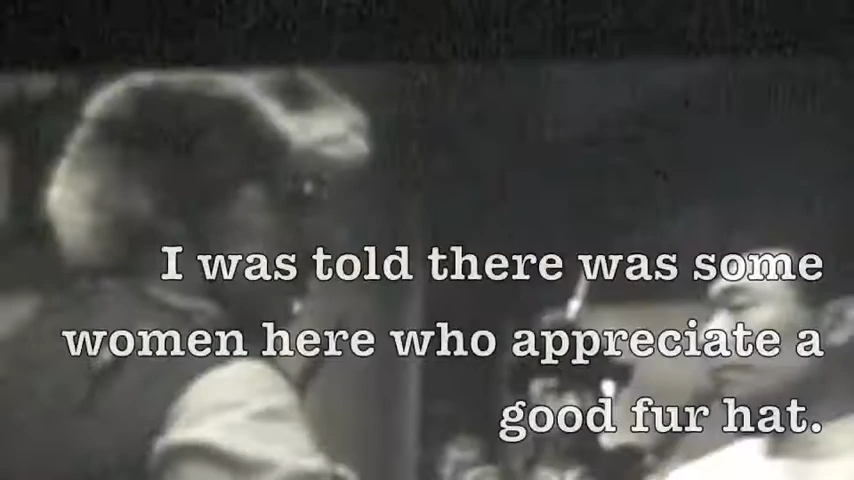 I was told there was some
women here who appreciate a
good fur hat.